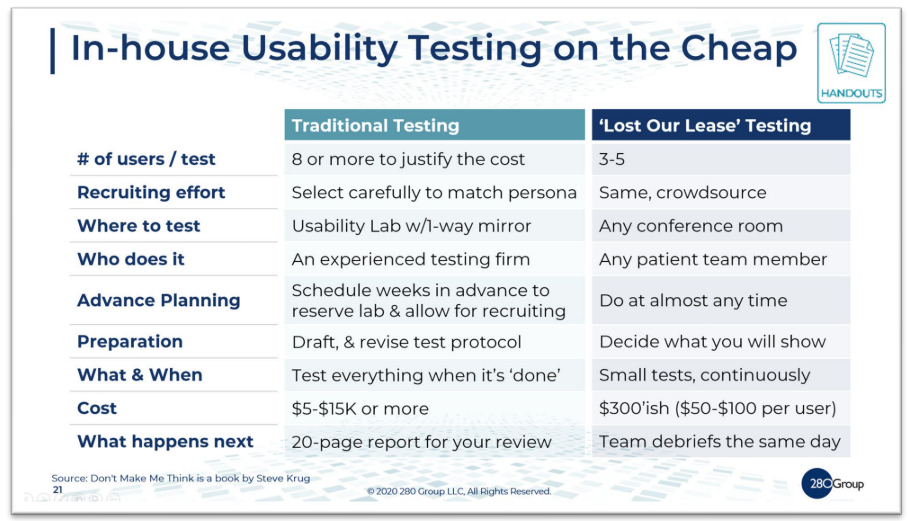 In-house Usability Testing on the Cheap
HANDOUTS
Traditional Testing ‘Lost Our Lease’ Testing
# of users / test 8 or more to justify the cost 3-5
Recruiting effort Select carefully to match persona Same, crowdsource
Where to test Usability Lab w/1-way mirror Any conference room
Who does it An experienced testing firm Any patient team member
Advance Planning Schedule weeks in advance to
reserve lab & allow for recruiting Do at almost any time
Preparation Draft, & revise test protocol Decide what you will show
What & When Test everything when it’s ‘done’ Small tests, continuously
Cost $5-$15K or more $300’ish ($50-$100 per user)
What happens next 20-page report for your review Team debriefs the same day
Source: Don't Make Me Think is a book by Steve Krug
21
© 2020 280 Group LLC, All Rights Reserved.
280Group